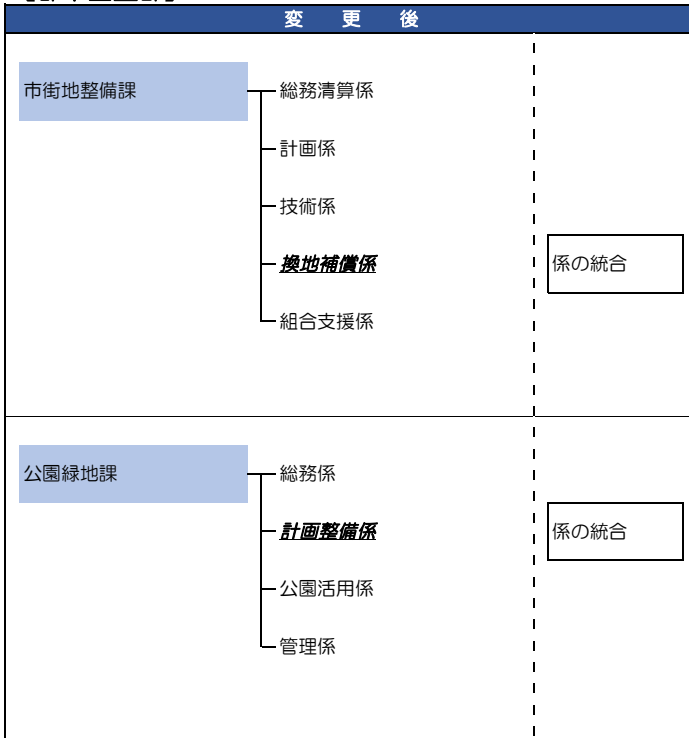 変更後
市街地整備課
総務清算係
計画係
技術係
換地補償係
係の統合
組合支援係
公園緑地課
総務係
計画整備係
係の統合
公園活用係
管理係